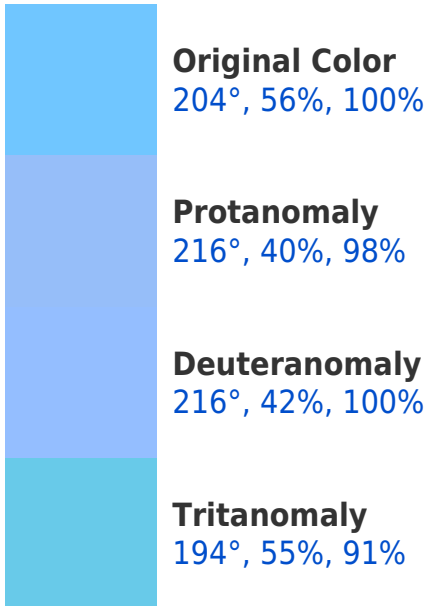 Original Color
204°, 56%, 100%
Protanomaly
216°, 40%, 98%
Deuteranomaly
216°, 42%, 100%
Tritanomaly
194°, 55%, 91%